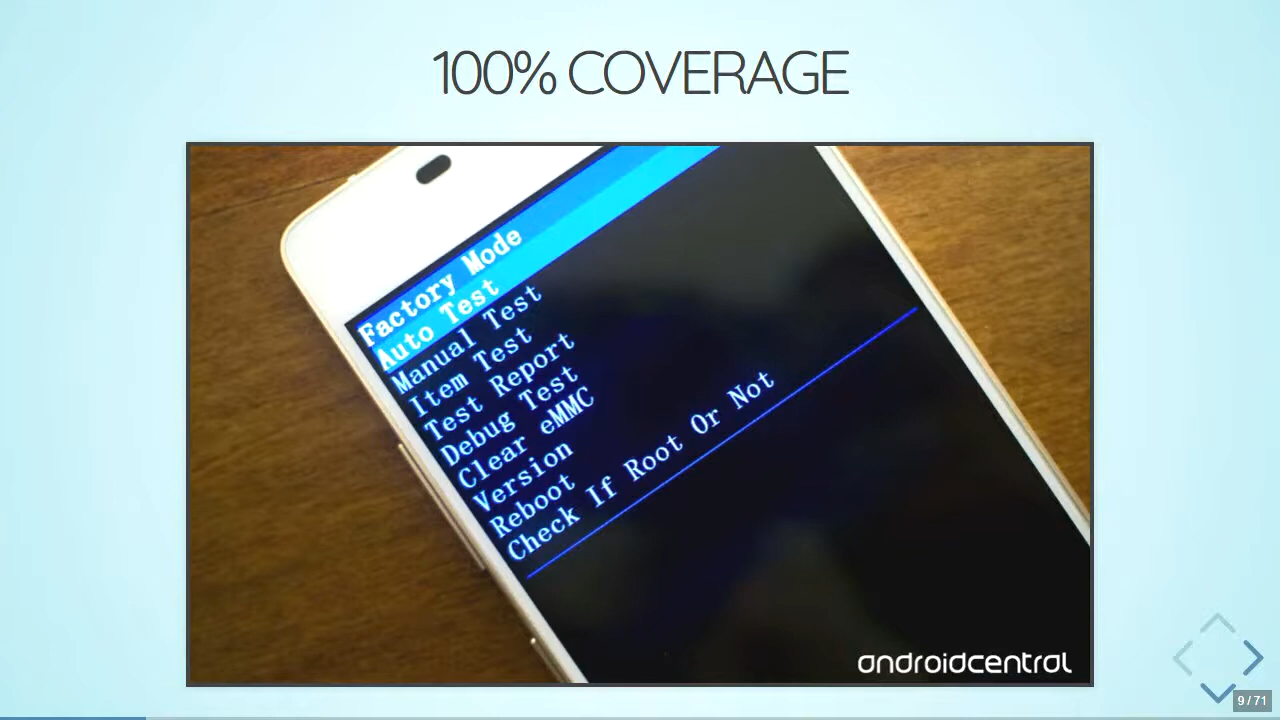 100% COVERAGE
Factory Mode
Auto Test
Manual Test
Item Test
Test Report
Debug Test
Clear eMMC
Version
Reboot
Check If Root Or Not
androidcentral
9 / 71